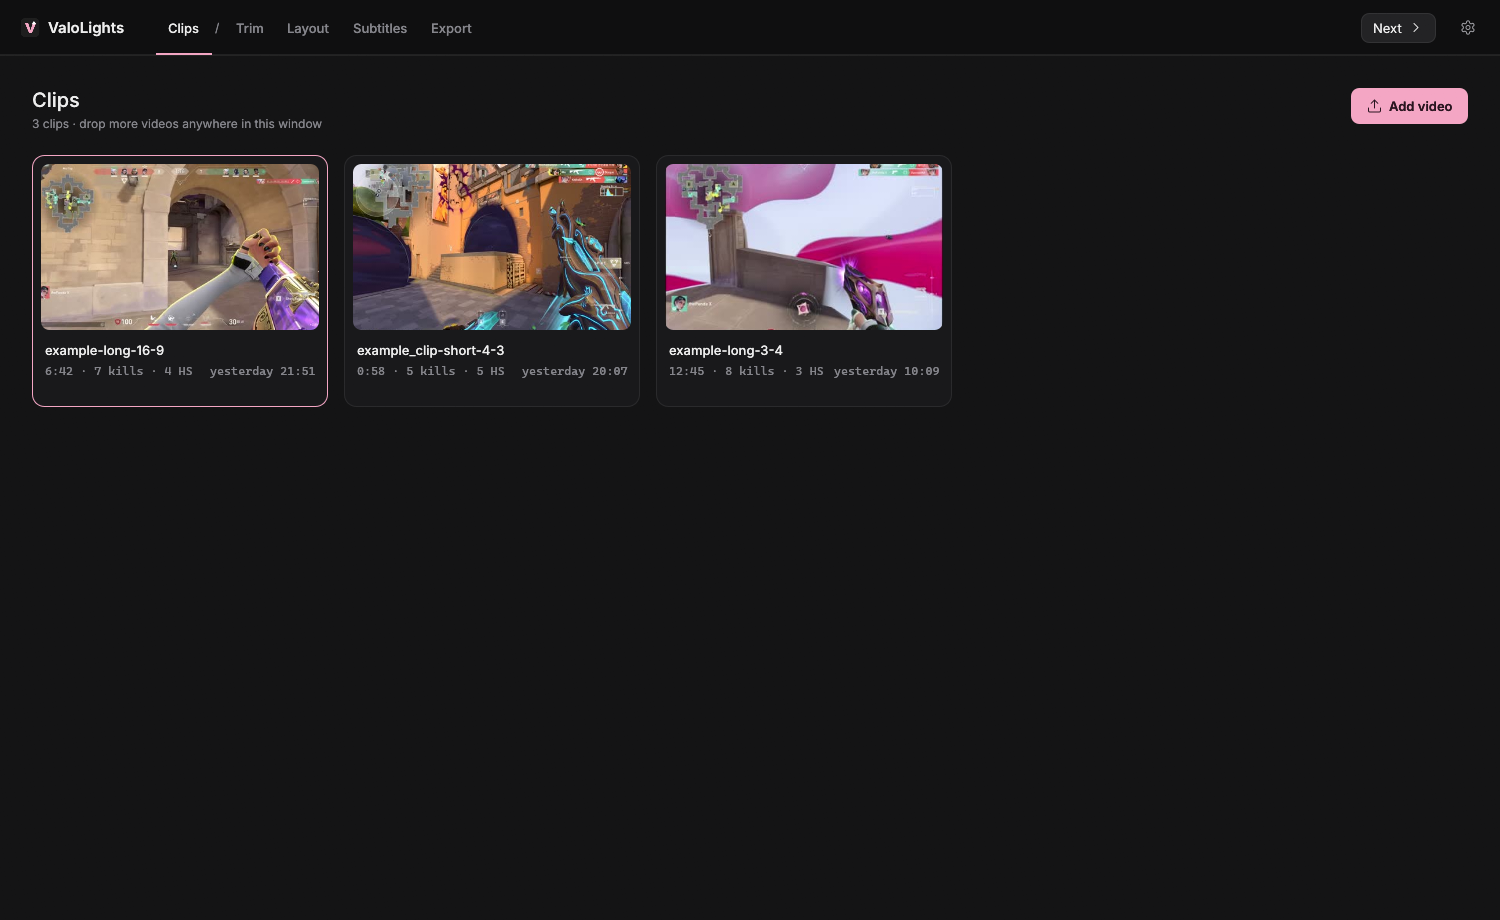 ValoLights
Clips / Trim Layout Subtitles Export
Next
Clips
3 clips · drop more videos anywhere in this window
Add video
100
30
example-long-16-9
6:42 · 7 kills · 4 HS yesterday 21:51
example_clip-short-4-3
0:58 · 5 kills · 5 HS yesterday 20:07
example-long-3-4
12:45 · 8 kills · 3 HS yesterday 10:09